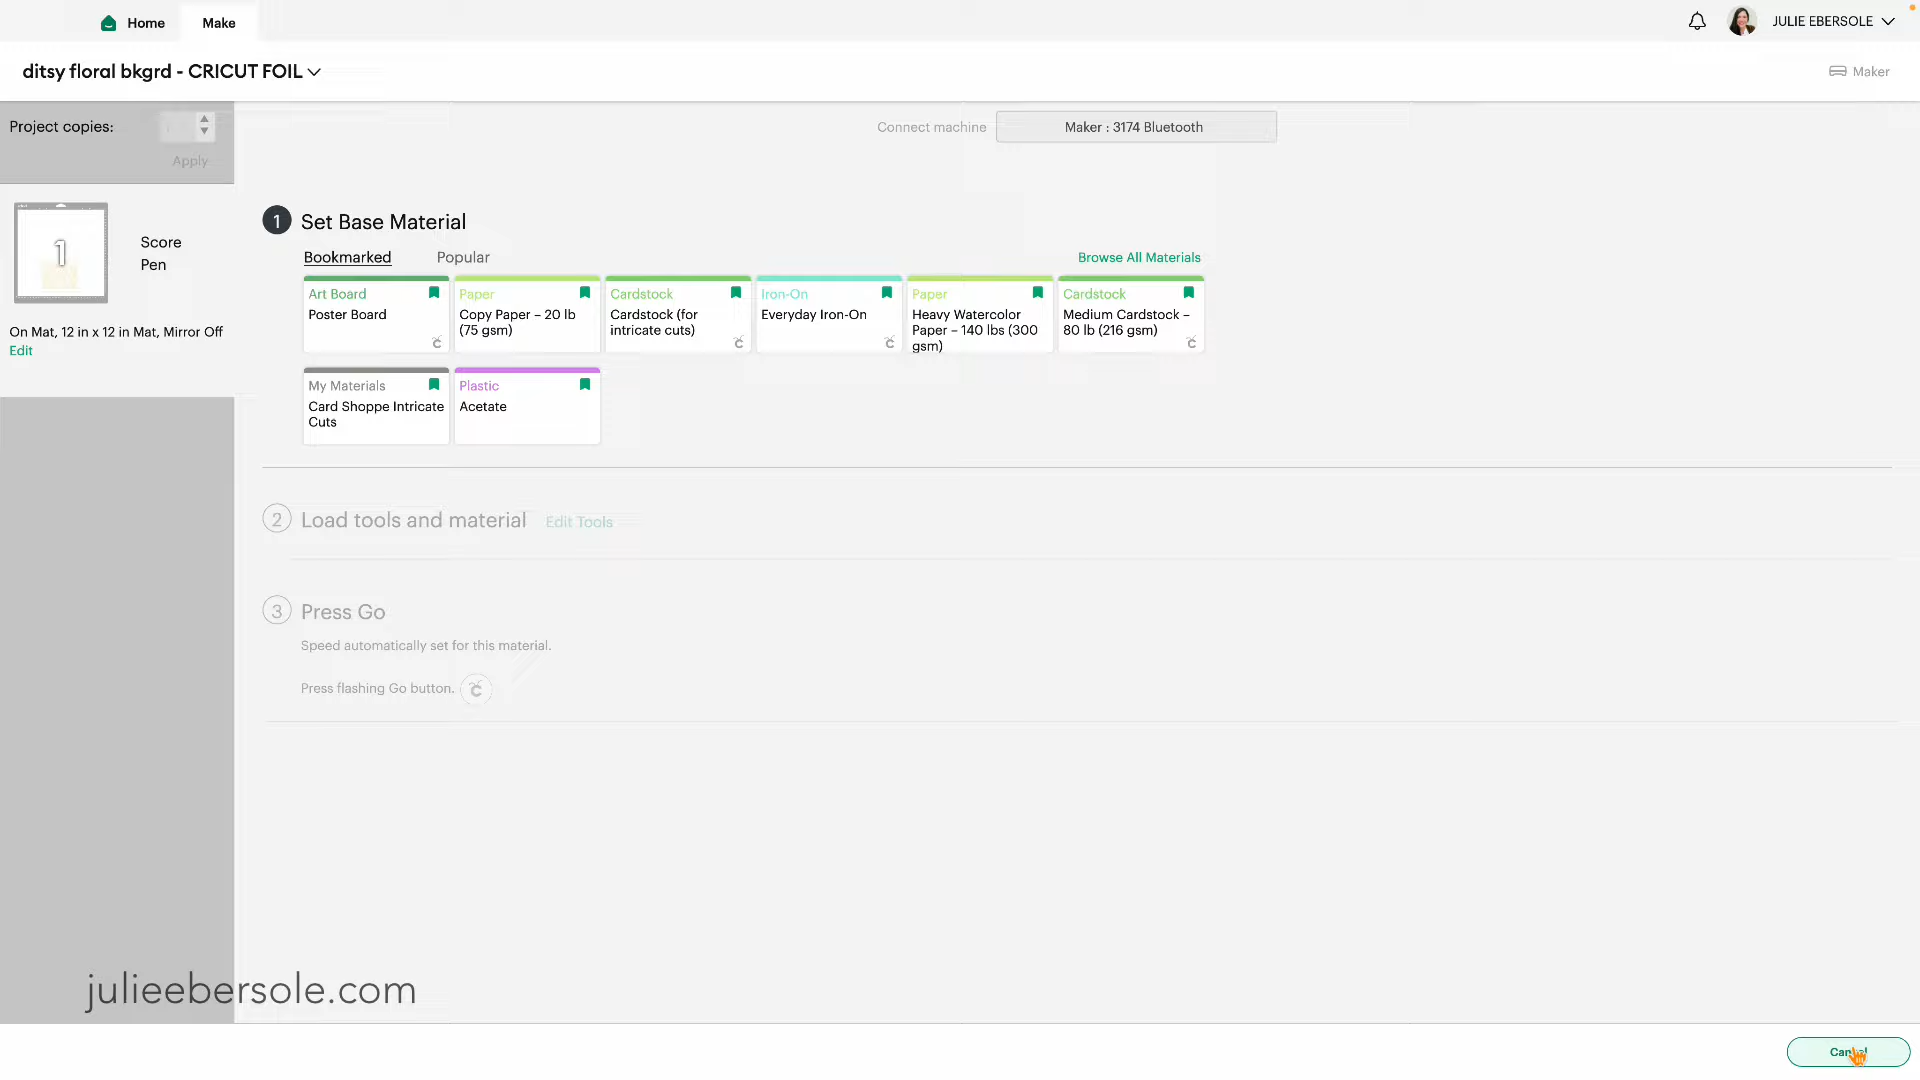 Home
Make
JULIE EBERSOLE
ditsy floral bkgrd - CRICUT FOIL
Maker
Project copies:
Apply
Connect machine
Maker : 3174 Bluetooth
1
Score
Pen
On Mat, 12 in x 12 in Mat, Mirror Off
Edit
1 Set Base Material
Bookmarked
Popular
Browse All Materials
Art Board
Poster Board
Paper
Copy Paper – 20 lb
(75 gsm)
Cardstock
Cardstock (for
intricate cuts)
Iron-On
Everyday Iron-On
Paper
Heavy Watercolor
Paper – 140 lbs (300
gsm)
Cardstock
Medium Cardstock –
80 lb (216 gsm)
My Materials
Card Shoppe Intricate
Cuts
Plastic
Acetate
2 Load tools and material
Edit Tools
3 Press Go
Speed automatically set for this material.
Press flashing Go button.
julieebersole.com
Cancel